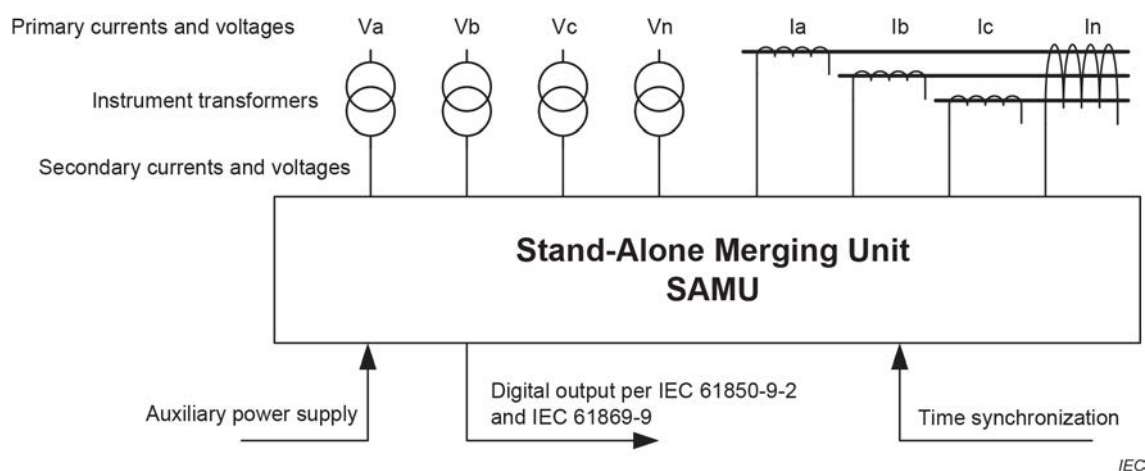 Primary currents and voltages Va Vb Vc Vn Ia Ib Ic In
Instrument transformers
Secondary currents and voltages
Stand-Alone Merging Unit
SAMU
Digital output per IEC 61850-9-2
and IEC 61869-9
Auxiliary power supply
Time synchronization
IEC